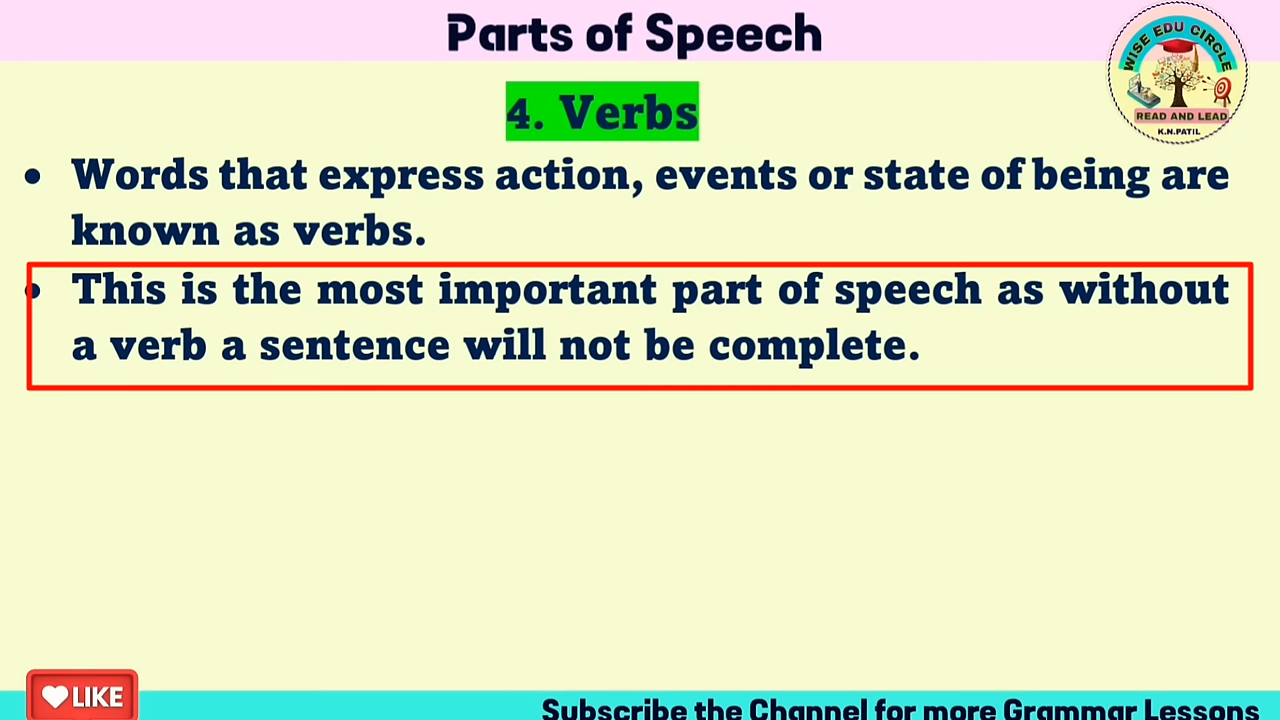 Parts of Speech
WISE EDU CIRCLE
READ AND LEAD
K.N.PATIL
4. Verbs
• Words that express action, events or state of being are
known as verbs.
• This is the most important part of speech as without
a verb a sentence will not be complete.
LIKE
Subscribe the Channel for more Grammar Lessons